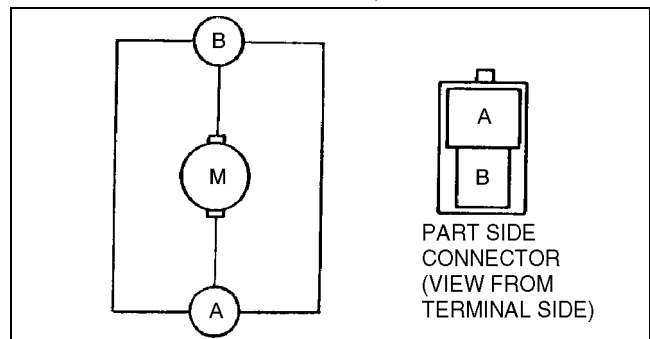 B
M
A
A
B
PART SIDE
CONNECTOR
(VIEW FROM
TERMINAL SIDE)